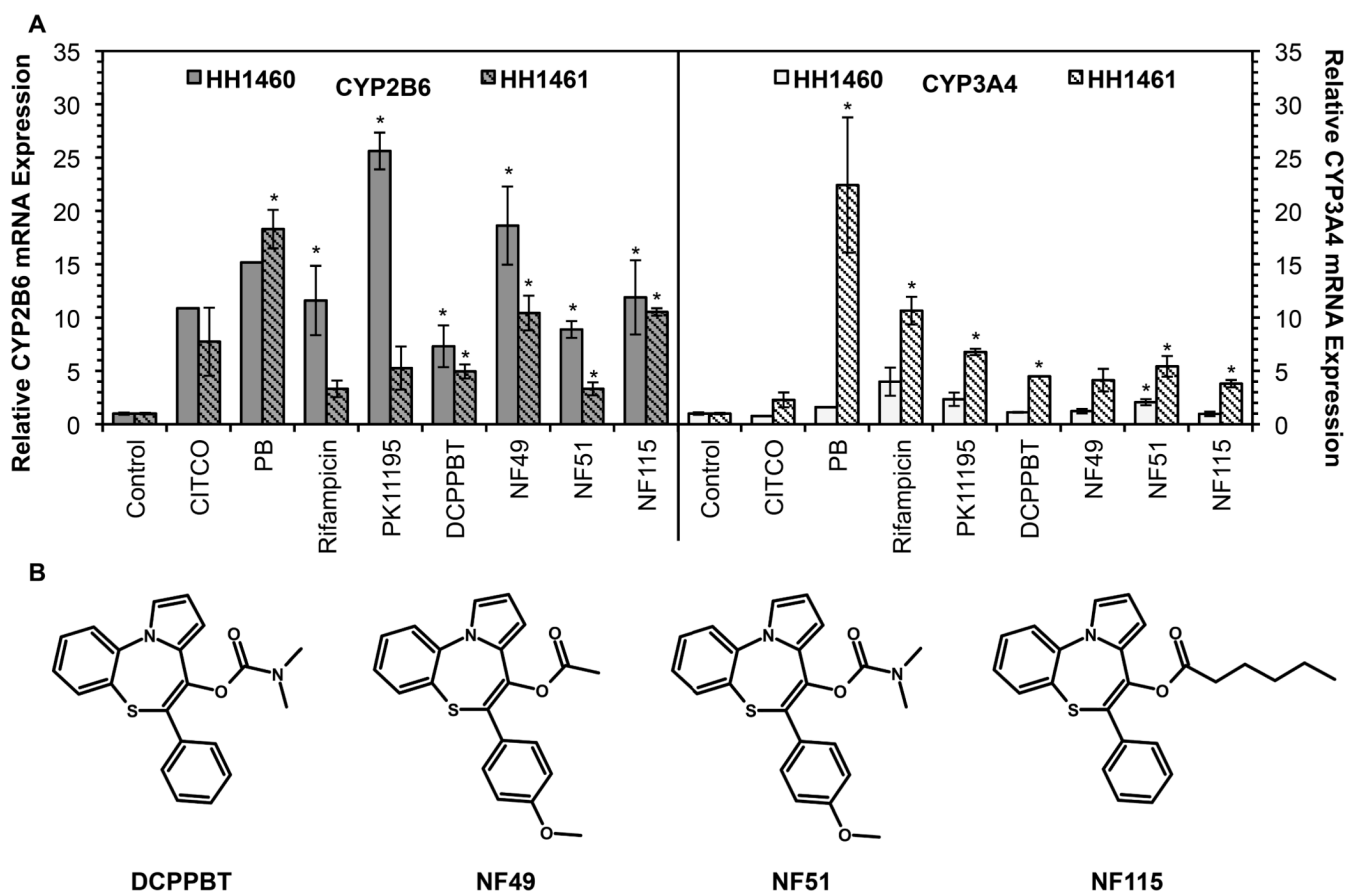 A
Relative CYP2B6 mRNA Expression
35
30
25
20
15
10
5
0
HH1460
CYP2B6
HH1461
*
*
*
*
*
*
*
*
*
*
*
Control
CITCO
PB
Rifampicin
PK11195
DCPPBT
NF49
NF51
NF115
HH1460
CYP3A4
HH1461
*
*
*
*
*
*
*
Control
CITCO
PB
Rifampicin
PK11195
DCPPBT
NF49
NF51
NF115
35
30
25
20
15
10
5
0
Relative CYP3A4 mRNA Expression
B
N
S
O
O
N
DCPPBT
N
S
O
O
O
NF49
N
S
O
O
N
O
NF51
N
S
O
O
NF115